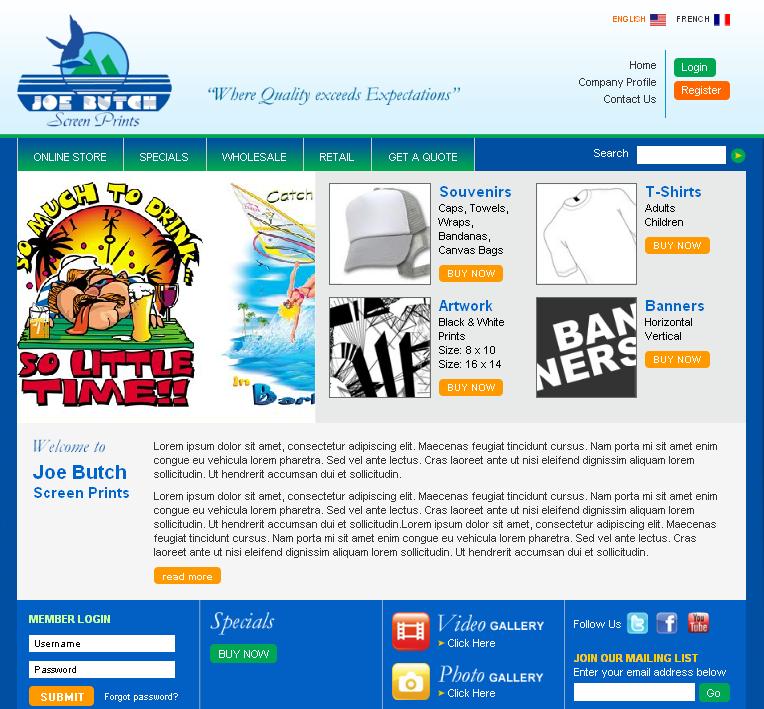 ENGLISH
FRENCH
JOE BUTCH
Screen Prints
"Where Quality exceeds Expectations"
Home
Company Profile
Contact Us
Login
Register
ONLINE STORE
SPECIALS
WHOLESALE
RETAIL
GET A QUOTE
Search
SO MUCH TO DRINK...
SO LITTLE
TIME!!
Catch
In
Souvenirs
Caps, Towels,
Wraps,
Bandanas,
Canvas Bags
BUY NOW
T-Shirts
Adults
Children
BUY NOW
Artwork
Black & White
Prints
Size: 8 x 10
Size: 16 x 14
BUY NOW
BAN
NERS
Banners
Horizontal
Vertical
BUY NOW
Welcome to
Joe Butch
Screen Prints
Lorem ipsum dolor sit amet, consectetur adipiscing elit. Maecenas feugiat tincidunt cursus. Nam porta mi sit amet enim
congue eu vehicula lorem pharetra. Sed vel ante lectus. Cras laoreet ante ut nisi eleifend dignissim aliquam lorem
sollicitudin. Ut hendrerit accumsan dui et sollicitudin.
Lorem ipsum dolor sit amet, consectetur adipiscing elit. Maecenas feugiat tincidunt cursus. Nam porta mi sit amet enim
congue eu vehicula lorem pharetra. Sed vel ante lectus. Cras laoreet ante ut nisi eleifend dignissim aliquam lorem
sollicitudin. Ut hendrerit accumsan dui et sollicitudin.Lorem ipsum dolor sit amet, consectetur adipiscing elit. Maecenas
feugiat tincidunt cursus. Nam porta mi sit amet enim congue eu vehicula lorem pharetra. Sed vel ante lectus. Cras
laoreet ante ut nisi eleifend dignissim aliquam lorem sollicitudin. Ut hendrerit accumsan dui et sollicitudin.
read more
MEMBER LOGIN
Username
Password
SUBMIT
Forgot password?
Specials
BUY NOW
Video GALLERY
Click Here
Photo GALLERY
Click Here
Follow Us
You Tube
JOIN OUR MAILING LIST
Enter your email address below
Go